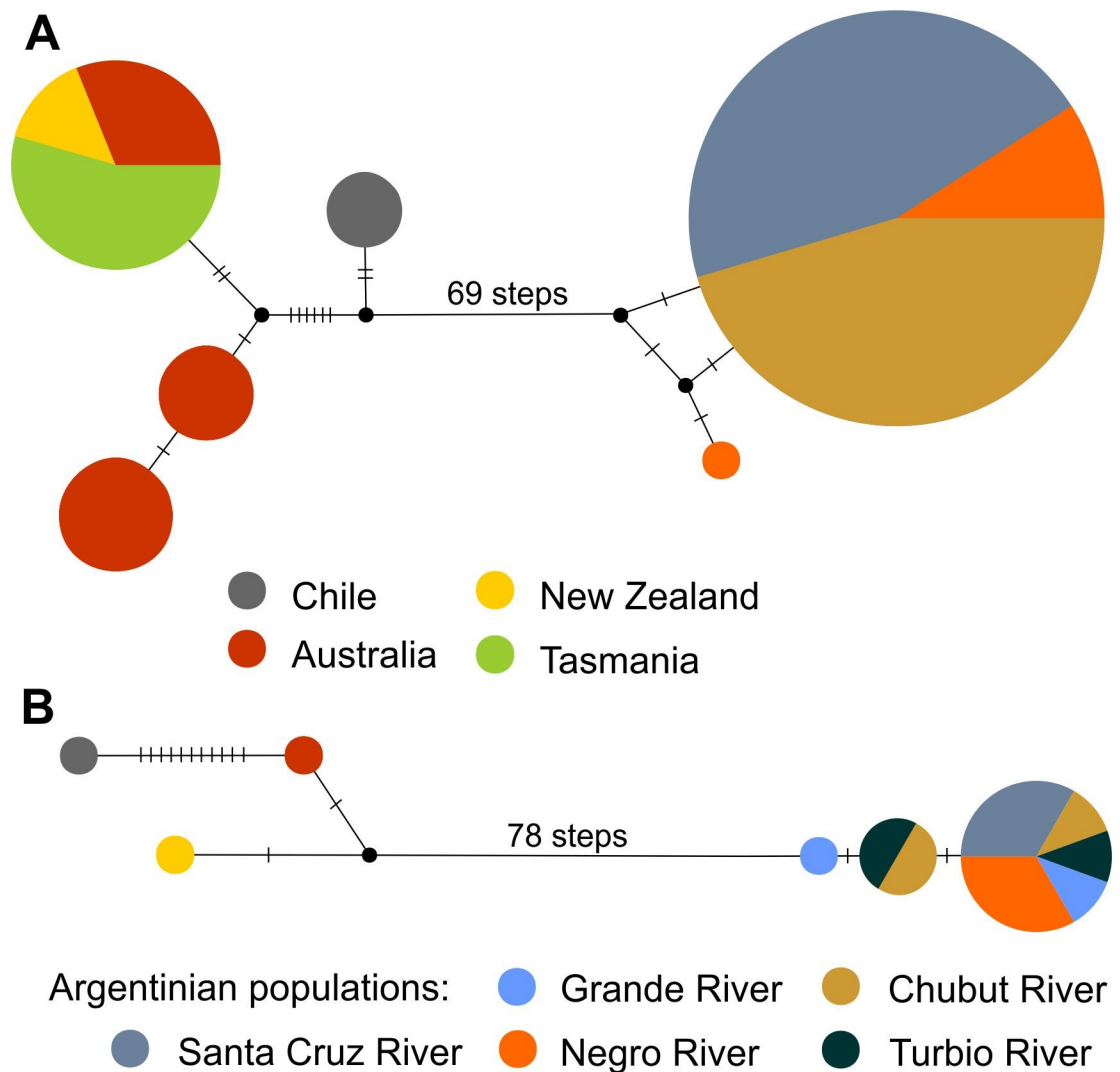 A
69 steps
Chile
New Zealand
Australia
Tasmania
B
78 steps
Argentinian populations:
Grande River
Chubut River
Santa Cruz River
Negro River
Turbio River